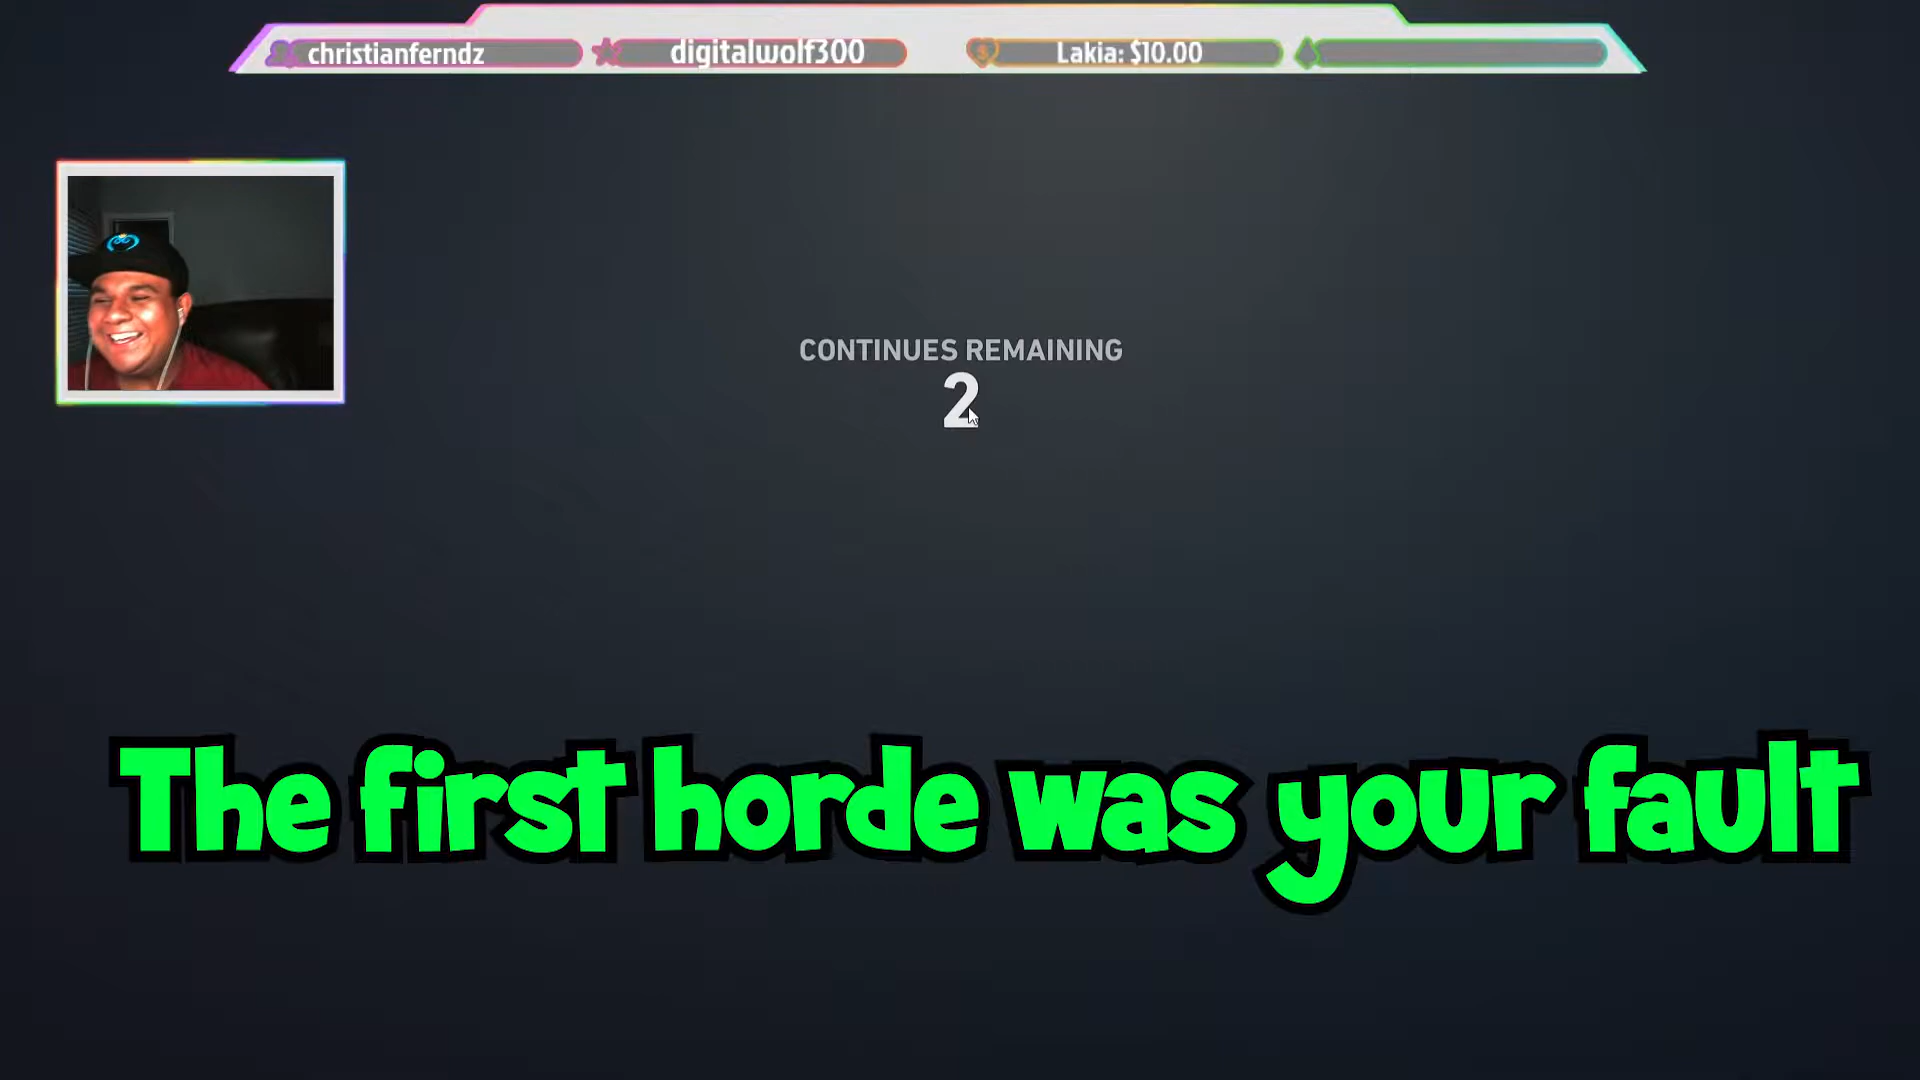 christianferndz
digitalwolf300
Lakia: $10.00
CONTINUES REMAINING
2
The first horde was your fault